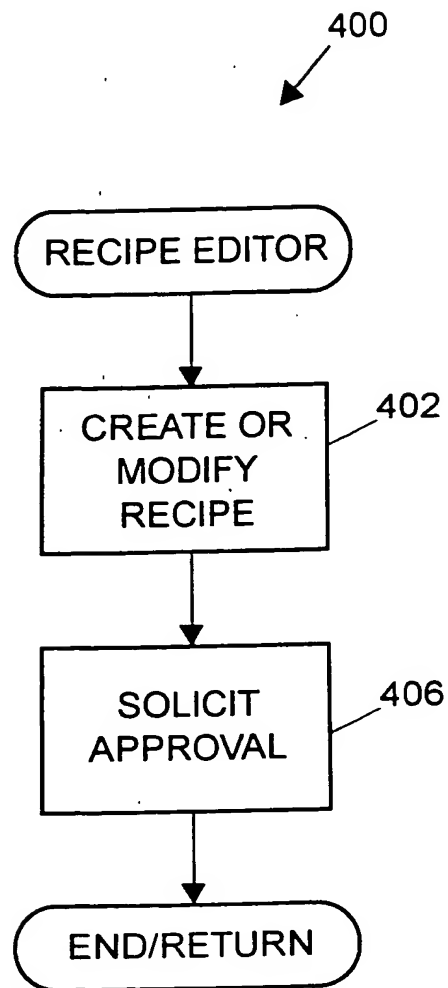 400
RECIPE EDITOR
CREATE OR
MODIFY
RECIPE
402
SOLICIT
APPROVAL
406
END/RETURN